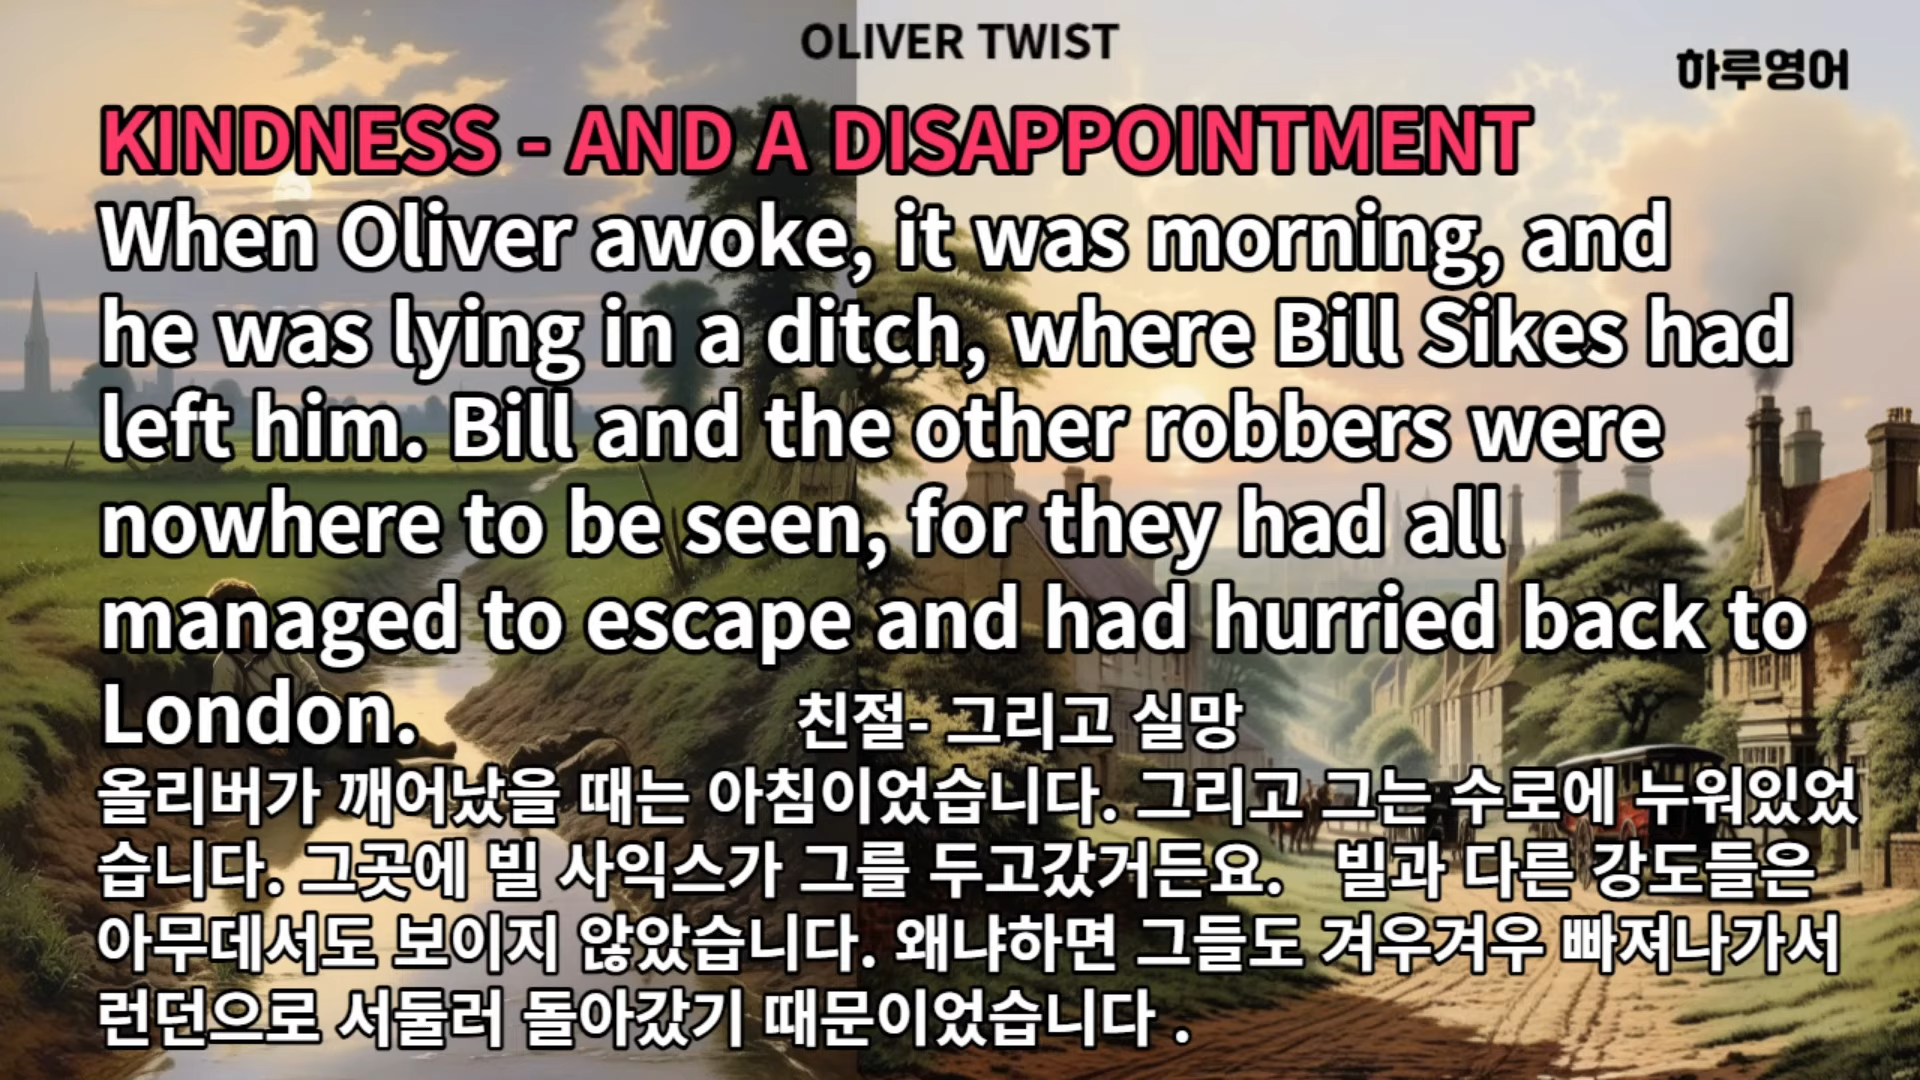 OLIVER TWIST
하루영어
KINDNESS - AND A DISAPPOINTMENT
When Oliver awoke, it was morning, and
he was lying in a ditch, where Bill Sikes had
left him. Bill and the other robbers were
nowhere to be seen, for they had all
managed to escape and had hurried back to
London.
친절- 그리고 실망
올리버가 깨어났을 때는 아침이었습니다. 그리고 그는 수로에 누워있었
습니다. 그곳에 빌 사익스가 그를 두고갔거든요. 빌과 다른 강도들은
아무데서도 보이지 않았습니다. 왜냐하면 그들도 겨우겨우 빠져나가서
런던으로 서둘러 돌아갔기 때문이었습니다 .